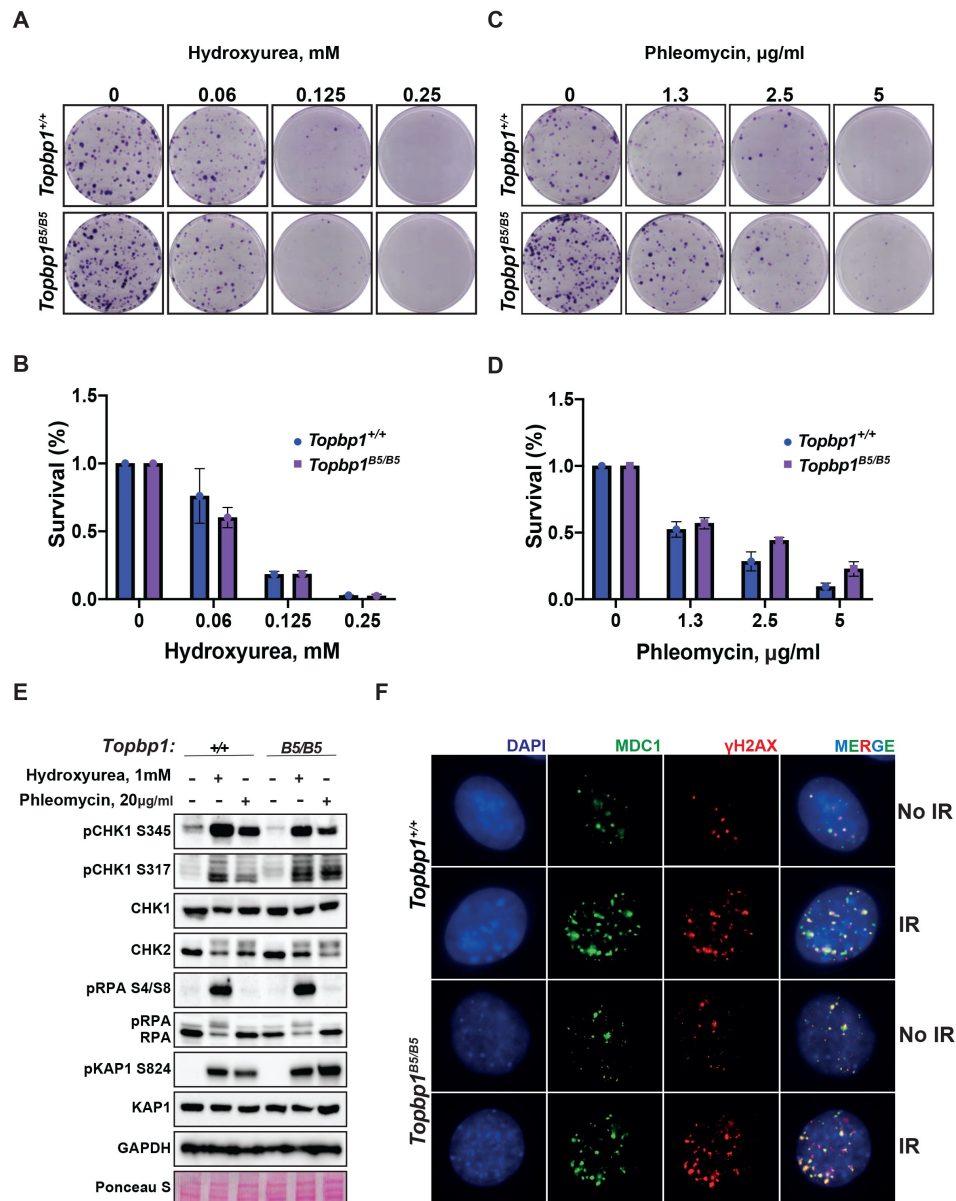 A
Hydroxyurea, mM
0 0.06 0.125 0.25
Topbp1+/+
Topbp1B5/B5
C
Phleomycin, µg/ml
0 1.3 2.5 5
Topbp1+/+
Topbp1B5/B5
B
Survival (%)
1.5
1.0
0.5
0.0
Topbp1+/+
Topbp1B5/B5
0 0.06 0.125 0.25
Hydroxyurea, mM
D
Survival (%)
1.5
1.0
0.5
0.0
Topbp1+/+
Topbp1B5/B5
0 1.3 2.5 5
Phleomycin, µg/ml
E
Topbp1: +/+ B5/B5
Hydroxyurea, 1mM - + - - + -
Phleomycin, 20µg/ml - - + - - +
pCHK1 S345
pCHK1 S317
CHK1
CHK2
pRPA S4/S8
pRPA
RPA
pKAP1 S824
KAP1
GAPDH
Ponceau S
F
DAPI MDC1 γH2AX MERGE
Topbp1+/+
No IR
IR
Topbp1B5/B5
No IR
IR